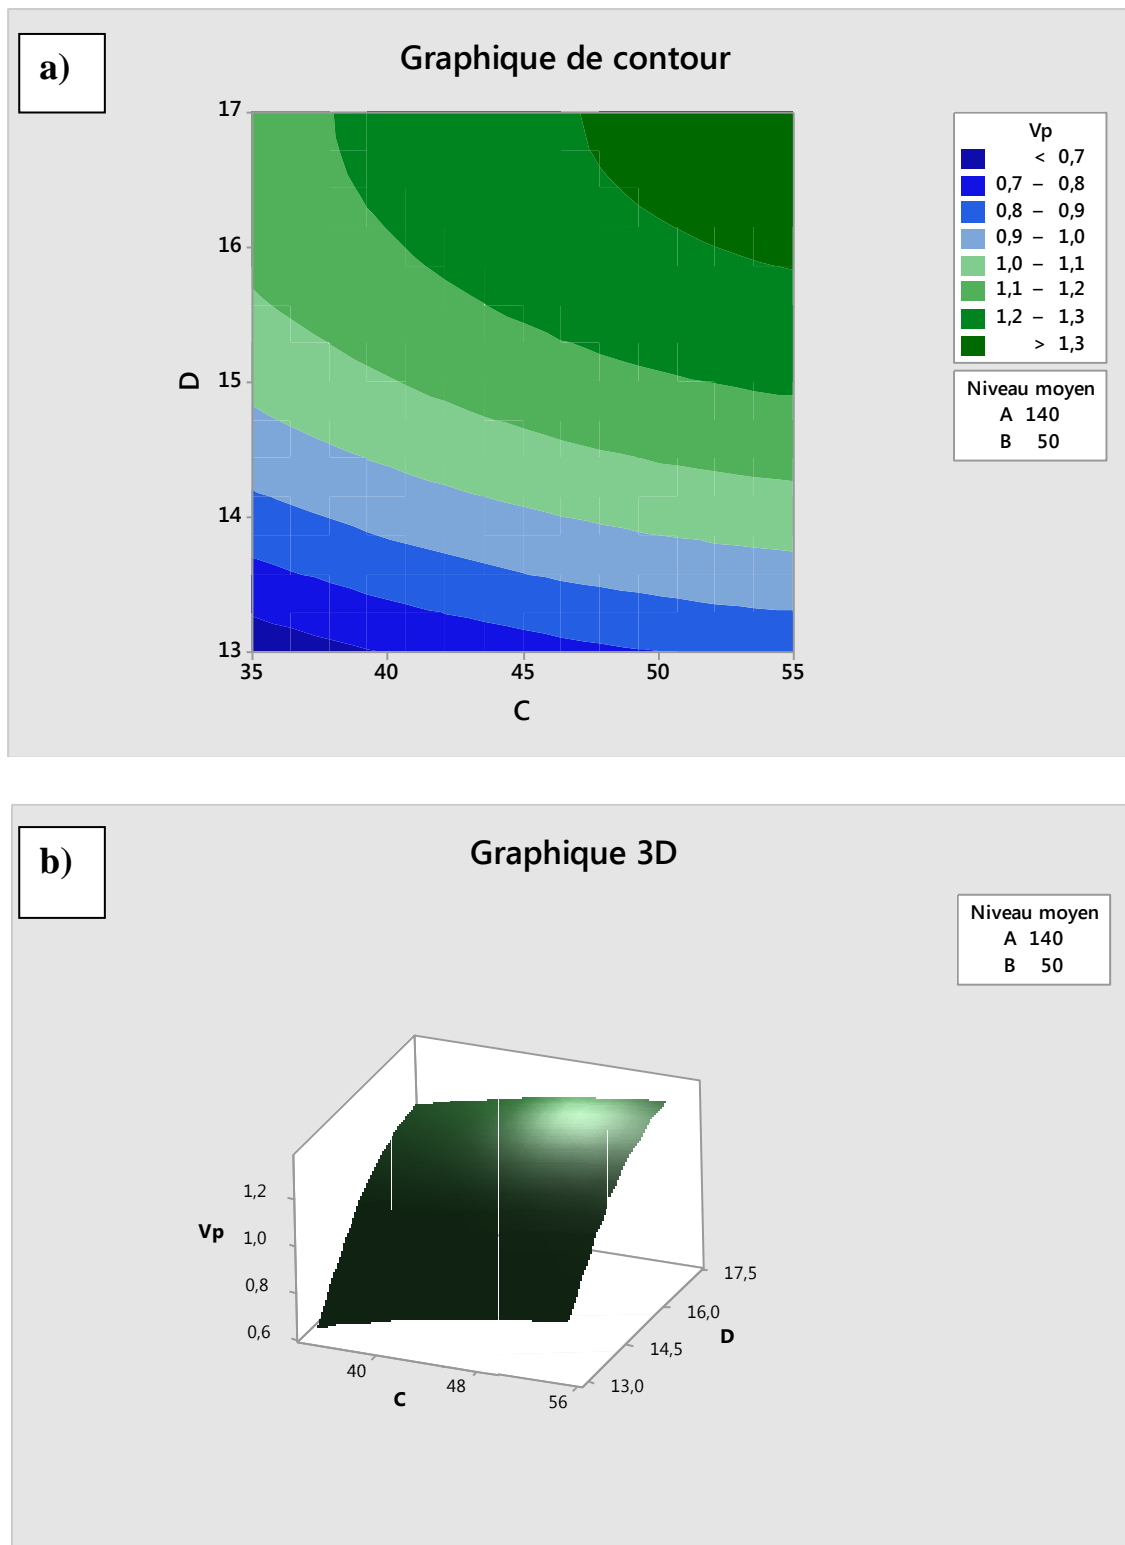 a)
Graphique de contour
17
16
15
14
13
D
35 40 45 50 55
C
Vp
< 0,7
0,7 – 0,8
0,8 – 0,9
0,9 – 1,0
1,0 – 1,1
1,1 – 1,2
1,2 – 1,3
> 1,3
Niveau moyen
A 140
B 50
b)
Graphique 3D
Niveau moyen
A 140
B 50
1,2
1,0
0,8
0,6
Vp
40
48
56
C
17,5
16,0
14,5
13,0
D